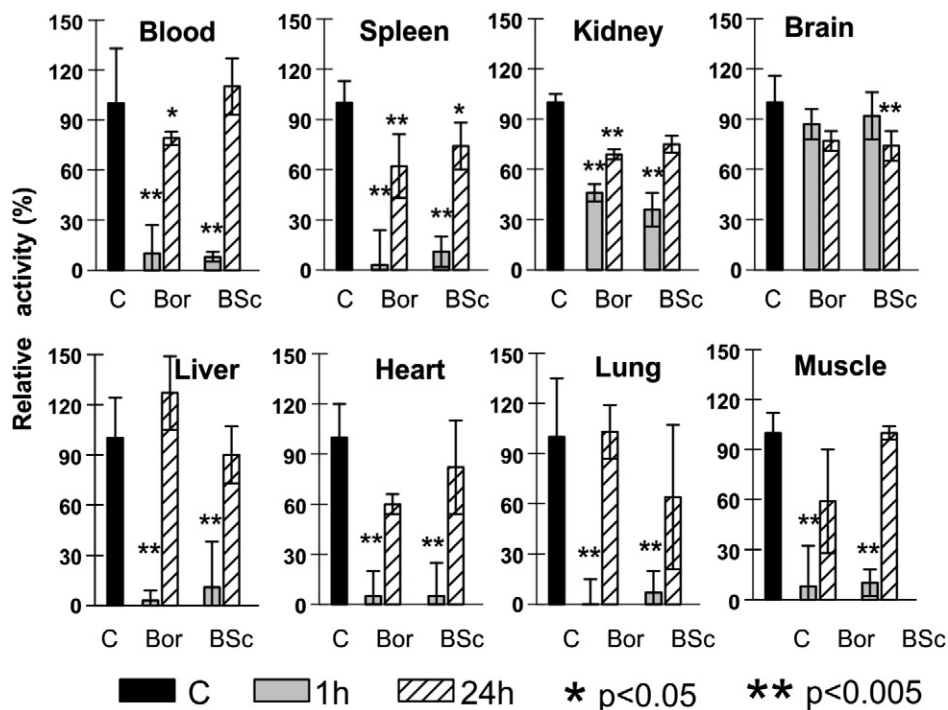 Blood Spleen Kidney Brain
150 150 150 150
120 120 120 120
90 90 90 90
60 60 60 60
30 30 30 30
0 0 0 0
** * ** ** ** * ** ** ** **
C Bor BSc C Bor BSc C Bor BSc C Bor BSc
Relative activity (%)
Liver Heart Lung Muscle
150 150 150 150
120 120 120 120
90 90 90 90
60 60 60 60
30 30 30 30
0 0 0 0
** ** ** ** ** ** ** **
C Bor BSc C Bor BSc C Bor BSc C Bor BSc
C 1h 24h * p<0.05 ** p<0.005